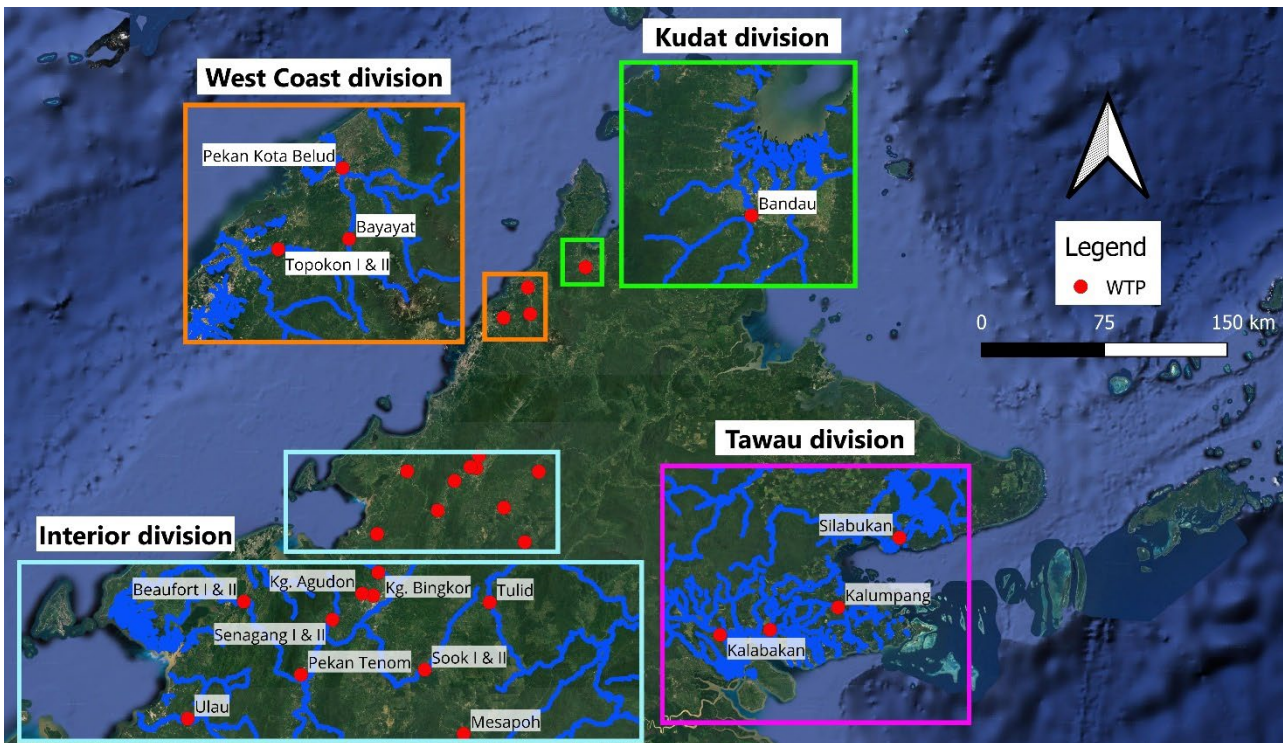 Kudat division
West Coast division
Pekan Kota Belud
Bayayat
Topokon I & II
Bandau
Legend
WTP
0 75 150 km
Tawau division
Silabukan
Kalumpang
Kalabakan
Interior division
Beaufort I & II
Kg. Agudon
Kg. Bingkor
Tulid
Senagang I & II
Pekan Tenom
Sook I & II
Ulau
Mesapoh